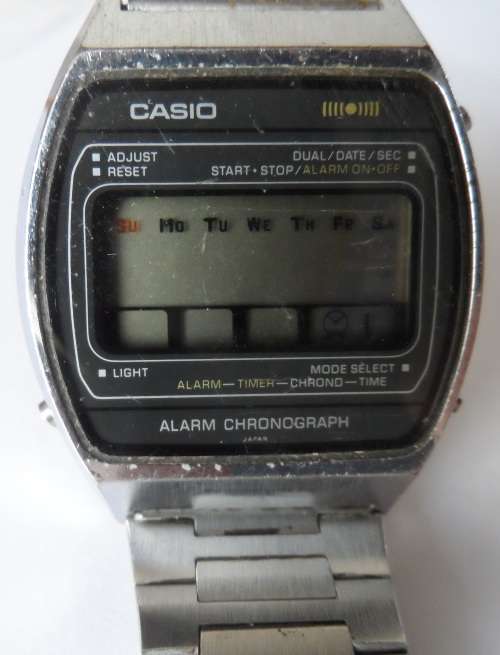 CASIO
ADJUST DUAL/DATE/SEC
RESET START•STOP/ALARM ON•OFF
SU MO TU WE TH FR SA
LIGHT MODE SELECT
ALARM—TIMER—CHRONO—TIME
ALARM CHRONOGRAPH
JAPAN